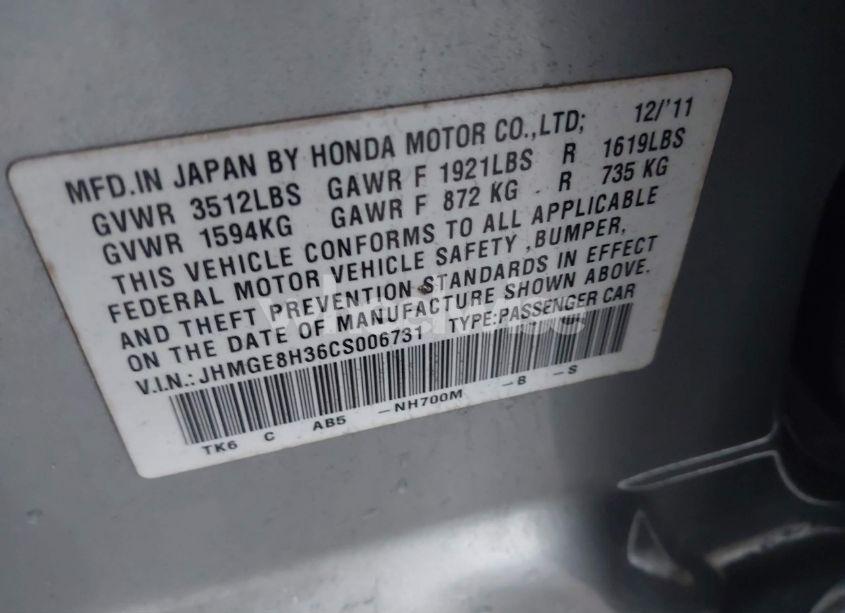 MFD.IN JAPAN BY HONDA MOTOR CO.,LTD; 12/'11
GVWR 3512LBS GAWR F 1921LBS R 1619LBS
GVWR 1594KG GAWR F 872 KG R 735 KG
THIS VEHICLE CONFORMS TO ALL APPLICABLE
FEDERAL MOTOR VEHICLE SAFETY ,BUMPER,
AND THEFT PREVENTION STANDARDS IN EFFECT
ON THE DATE OF MANUFACTURE SHOWN ABOVE.
V.I.N.: JHMGE8H36CS006731 TYPE:PASSENGER CAR
TK6 C AB5 -NH700M -B -S